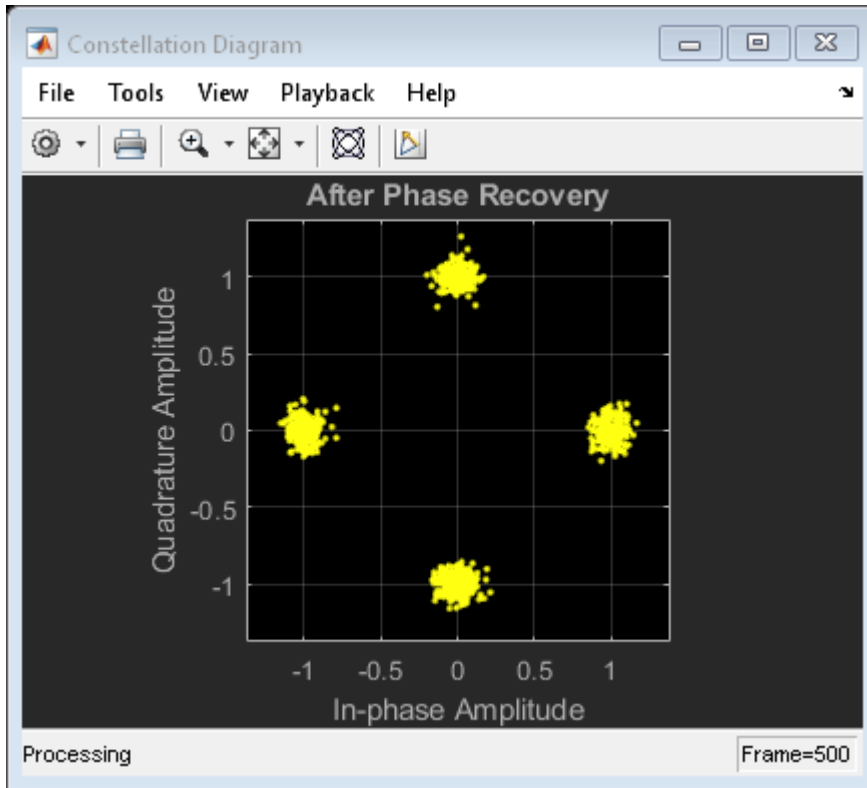 Constellation Diagram
File Tools View Playback Help
After Phase Recovery
Quadrature Amplitude
1
0.5
0
-0.5
-1
-1 -0.5 0 0.5 1
In-phase Amplitude
Processing Frame=500